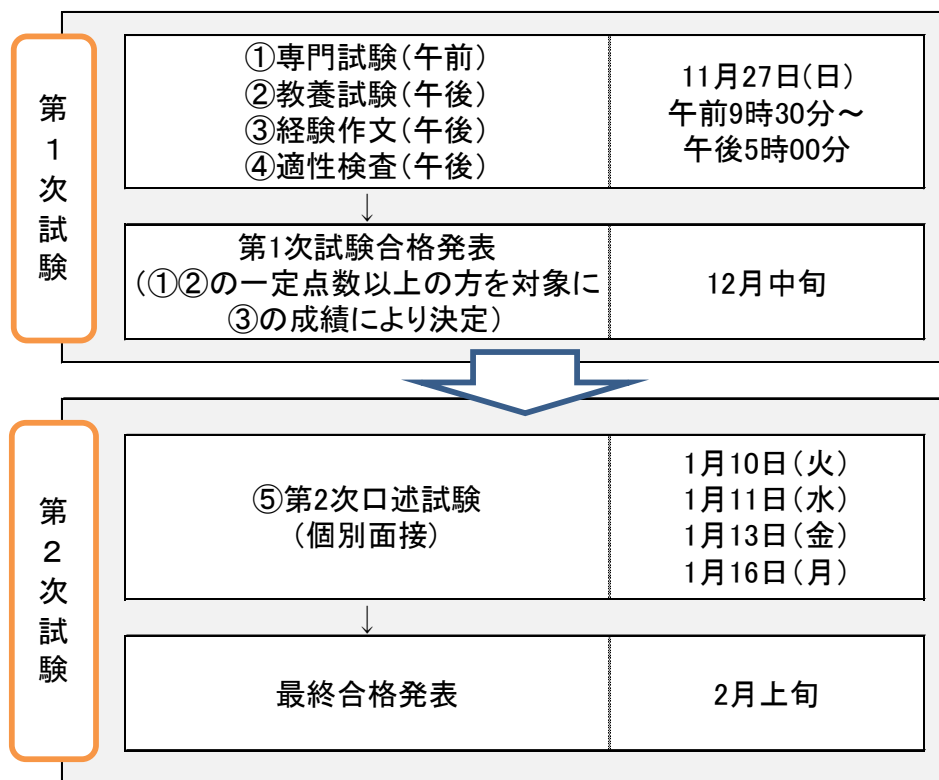 第1次試験
①専門試験(午前)
②教養試験(午後)
③経験作文(午後)
④適性検査(午後)
11月27日(日)
午前9時30分～
午後5時00分
↓
第1次試験合格発表
(①②の一定点数以上の方を対象に
③の成績により決定)
12月中旬
第2次試験
⑤第2次口述試験
(個別面接)
1月10日(火)
1月11日(水)
1月13日(金)
1月16日(月)
↓
最終合格発表
2月上旬